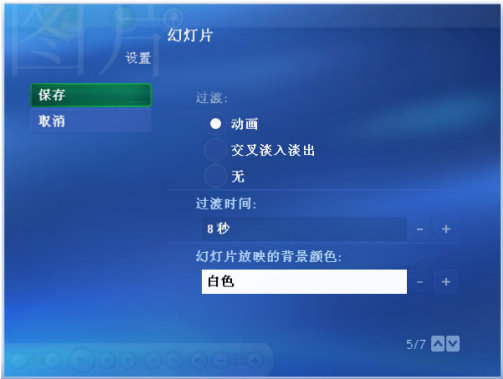 图片
幻灯片
设置
保存
取消
过渡:
动画
交叉淡入淡出
无
过渡时间:
8 秒
- +
幻灯片放映的背景颜色:
白色
- +
5/7